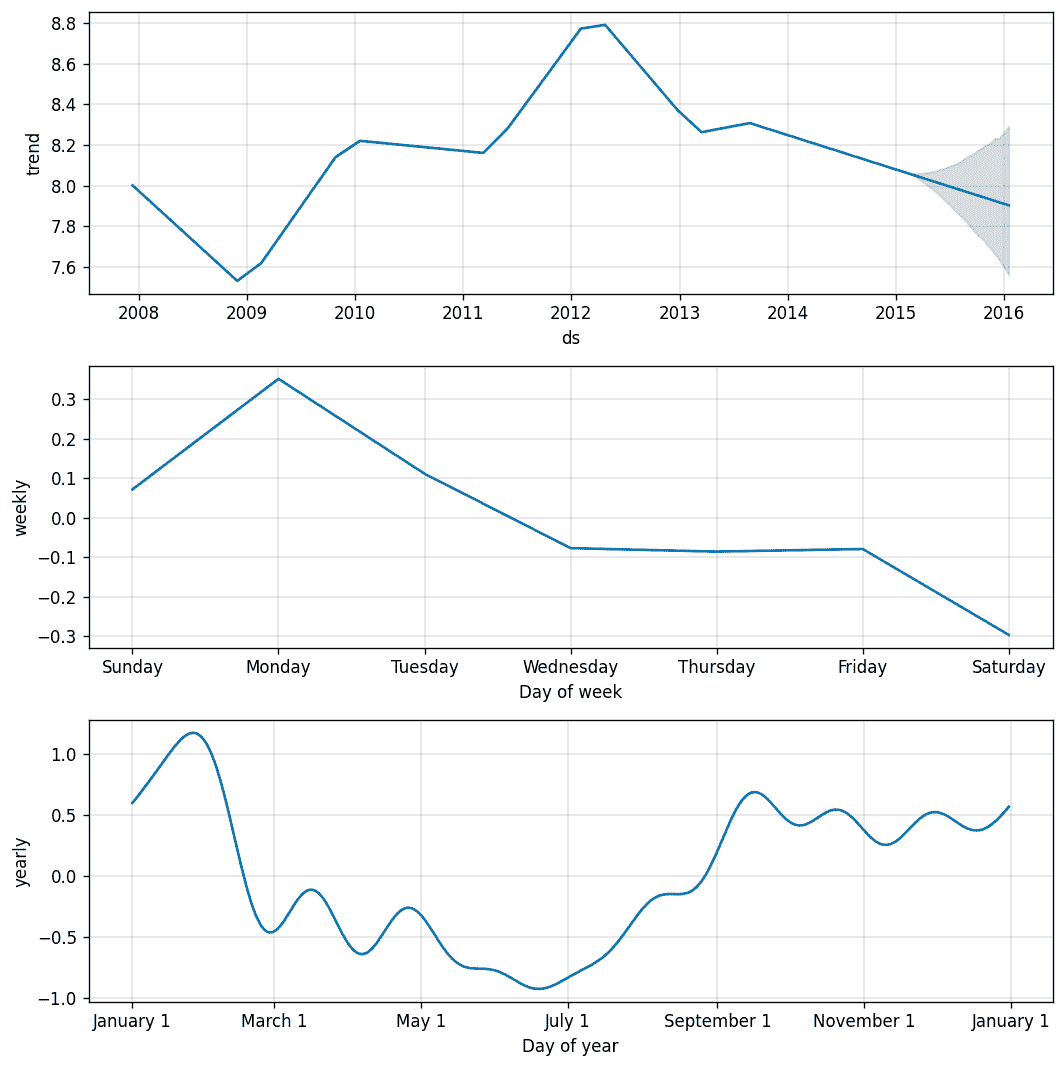 8.8
8.6
8.4
8.2
8.0
7.8
7.6
trend
2008 2009 2010 2011 2012 2013 2014 2015 2016
ds
0.3
0.2
0.1
0.0
−0.1
−0.2
−0.3
weekly
Sunday Monday Tuesday Wednesday Thursday Friday Saturday
Day of week
1.0
0.5
0.0
−0.5
−1.0
yearly
January 1 March 1 May 1 July 1 September 1 November 1 January 1
Day of year